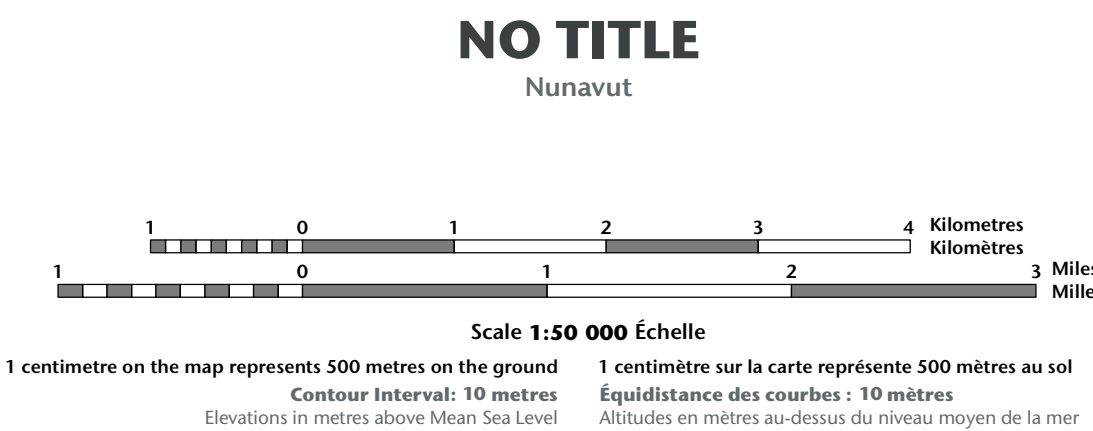 NO TITLE
Nunavut
1 0 1 2 3 4 Kilometres
Kilomètres
1 0 1 2 3 Miles
Mille
Scale 1:50 000 Échelle
1 centimetre on the map represents 500 metres on the ground
1 centimètre sur la carte représente 500 mètres au sol
Contour Interval: 10 metres
Équidistance des courbes : 10 mètres
Elevations in metres above Mean Sea Level
Altitudes en mètres au-dessus du niveau moyen de la mer